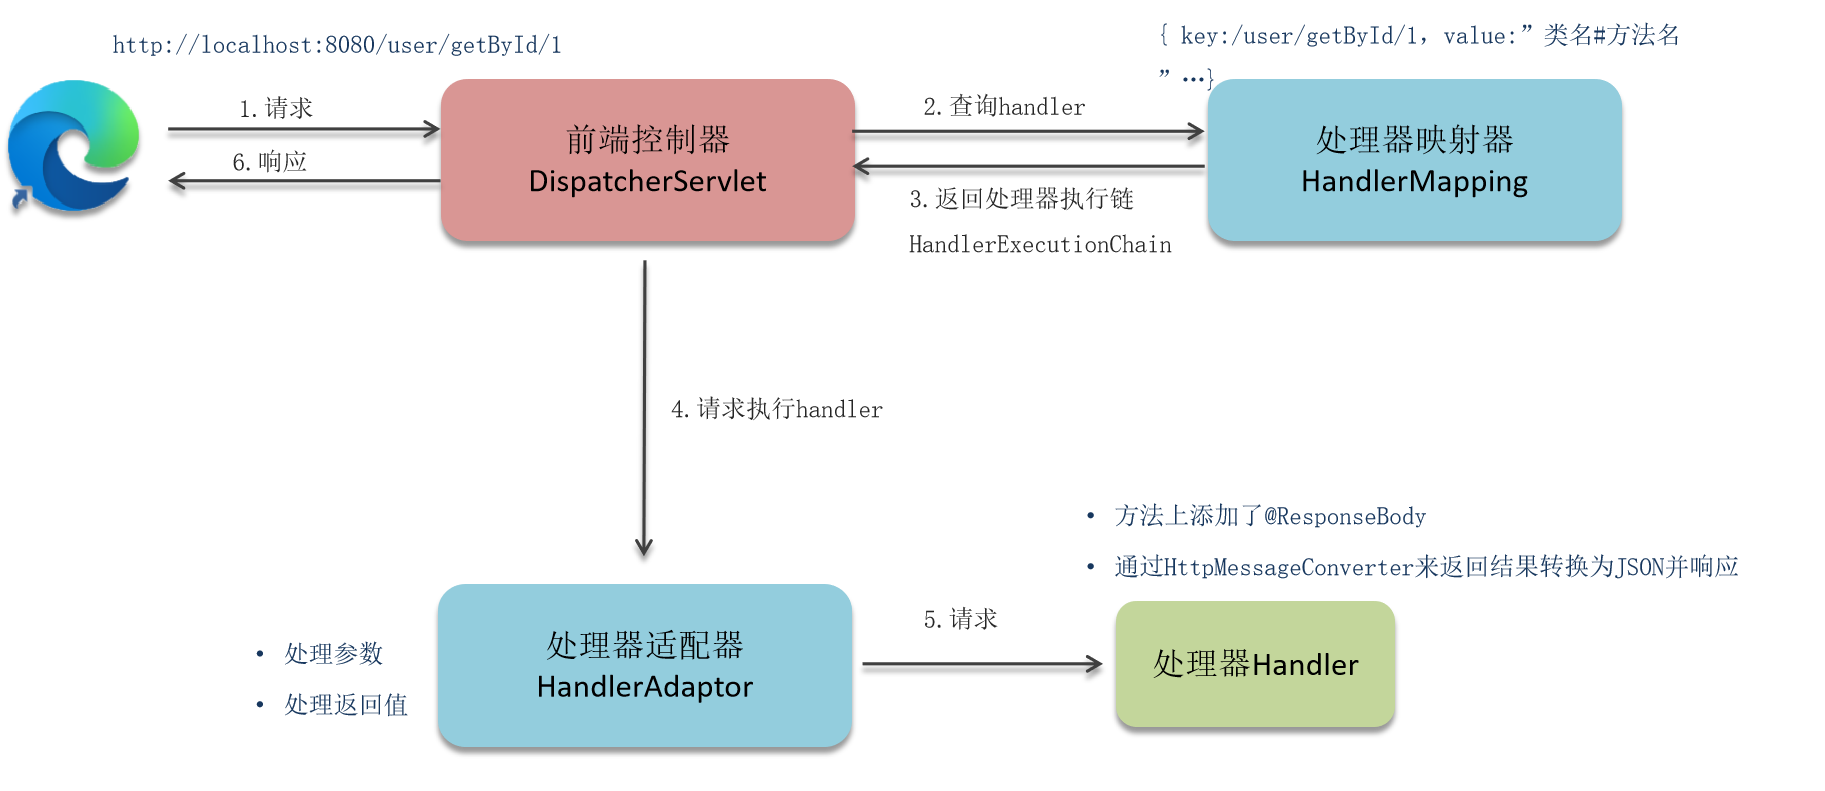 http://localhost:8080/user/getById/1
{ key:/user/getById/1，value:”类名#方法名
”…}
1.请求
6.响应
前端控制器
DispatcherServlet
2.查询handler
3.返回处理器执行链
HandlerExecutionChain
处理器映射器
HandlerMapping
4.请求执行handler
• 方法上添加了@ResponseBody
• 通过HttpMessageConverter来返回结果转换为JSON并响应
• 处理参数
• 处理返回值
处理器适配器
HandlerAdaptor
5.请求
处理器Handler